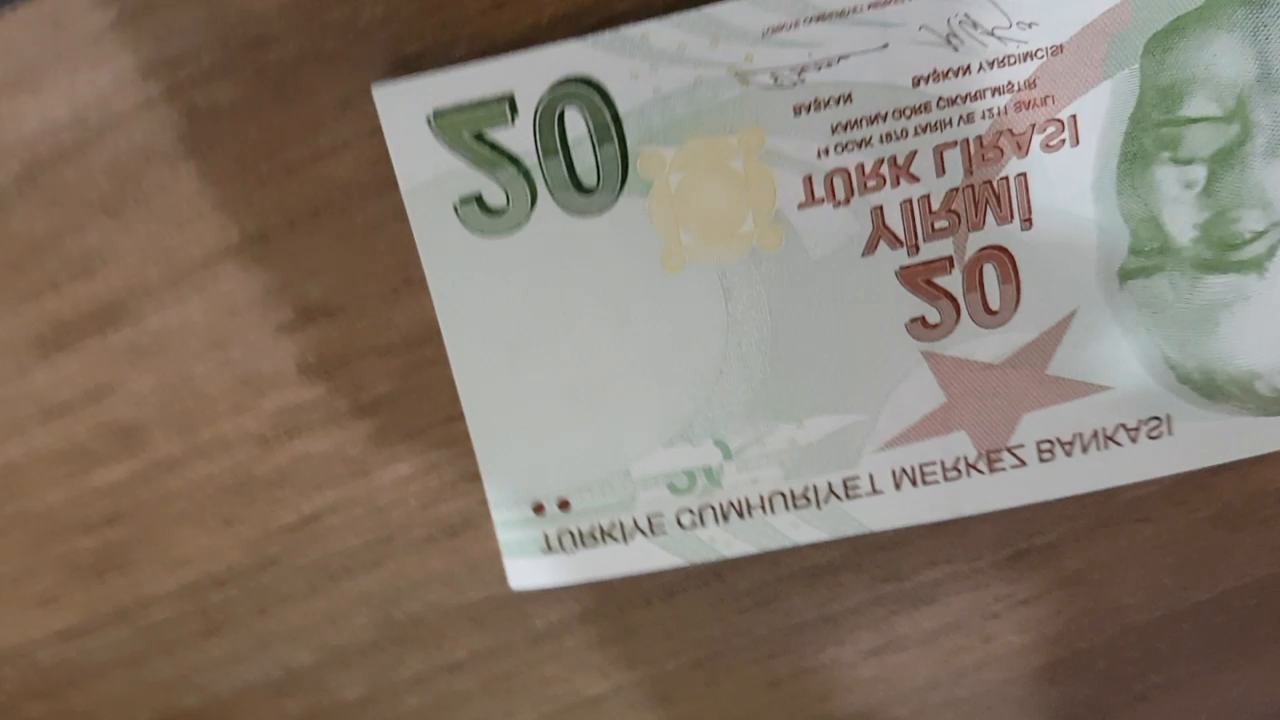 TÜRKİYE CUMHURİYET MERKEZ BANKASI
20
YİRMİ
TÜRK LİRASI
14 OCAK 1970 TARİH VE 1211 SAYILI
KANUNA GÖRE ÇIKARILMIŞTIR.
BAŞKAN BAŞKAN YARDIMCISI
20